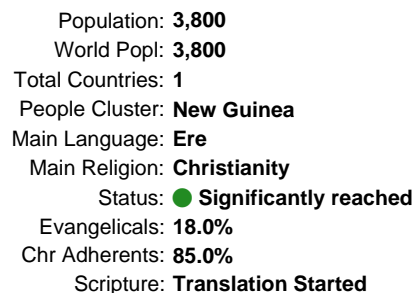 Population: 3,800
World Popl: 3,800
Total Countries: 1
People Cluster: New Guinea
Main Language: Ere
Main Religion: Christianity
Status: Significantly reached
Evangelicals: 18.0%
Chr Adherents: 85.0%
Scripture: Translation Started